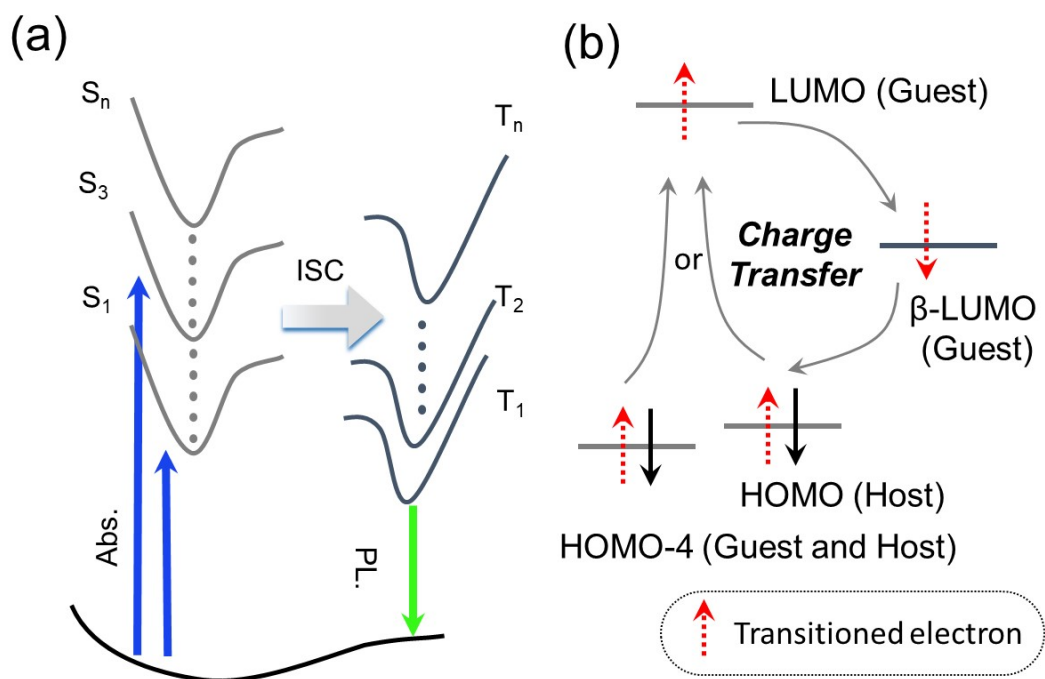 (a)
Sₙ
S₃
S₁
ISC
Tₙ
T₂
T₁
Abs.
PL.
(b)
LUMO (Guest)
or
Charge
Transfer
β-LUMO
(Guest)
HOMO (Host)
HOMO-4 (Guest and Host)
Transitioned electron